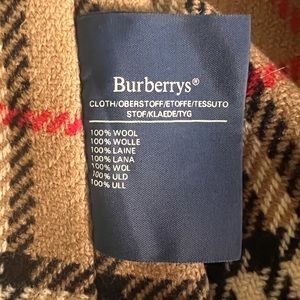 Burberrys®
CLOTH/OBERSTOFF/ETOFFE/TESSUTO
STOF/KLAEDE/TYG
100% WOOL
100% WOLLE
100% LAINE
100% LANA
100% WOL
100% ULD
100% ULL